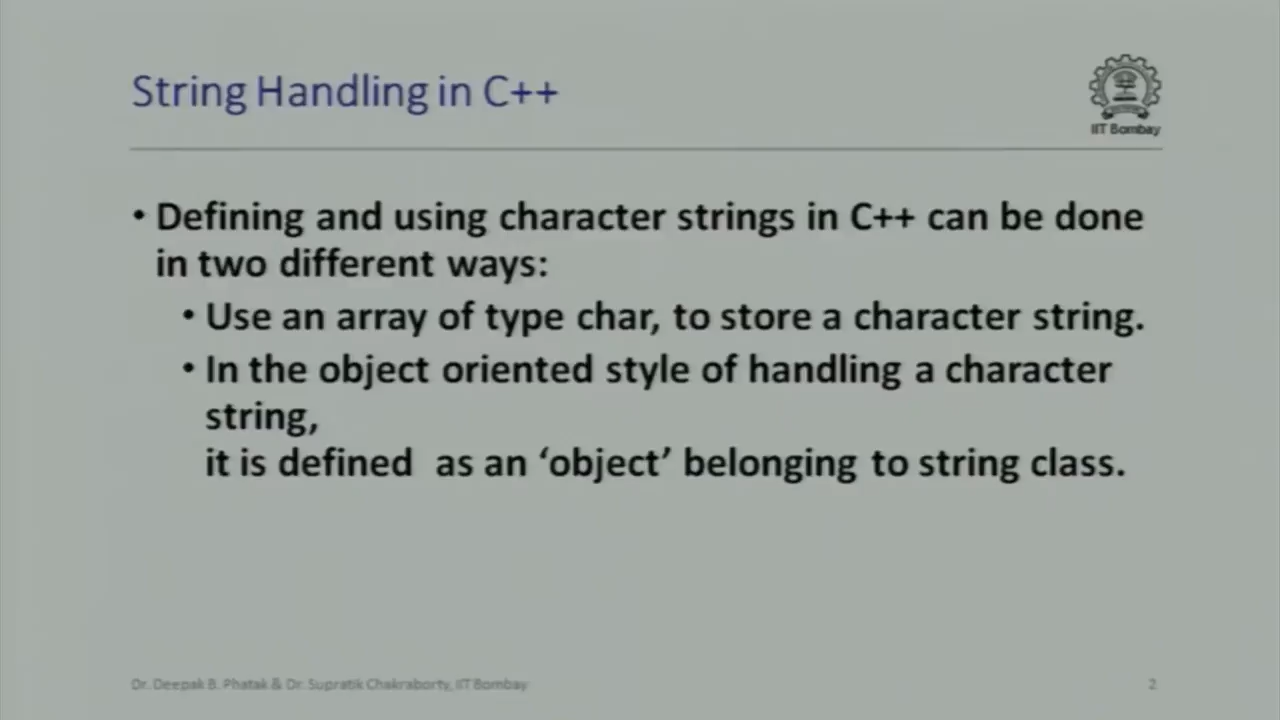 String Handling in C++
IIT Bombay
• Defining and using character strings in C++ can be done
in two different ways:
• Use an array of type char, to store a character string.
• In the object oriented style of handling a character
string,
it is defined as an ‘object’ belonging to string class.
Dr. Deepak B. Phatak & Dr. Supratik Chakraborty, IIT Bombay
2